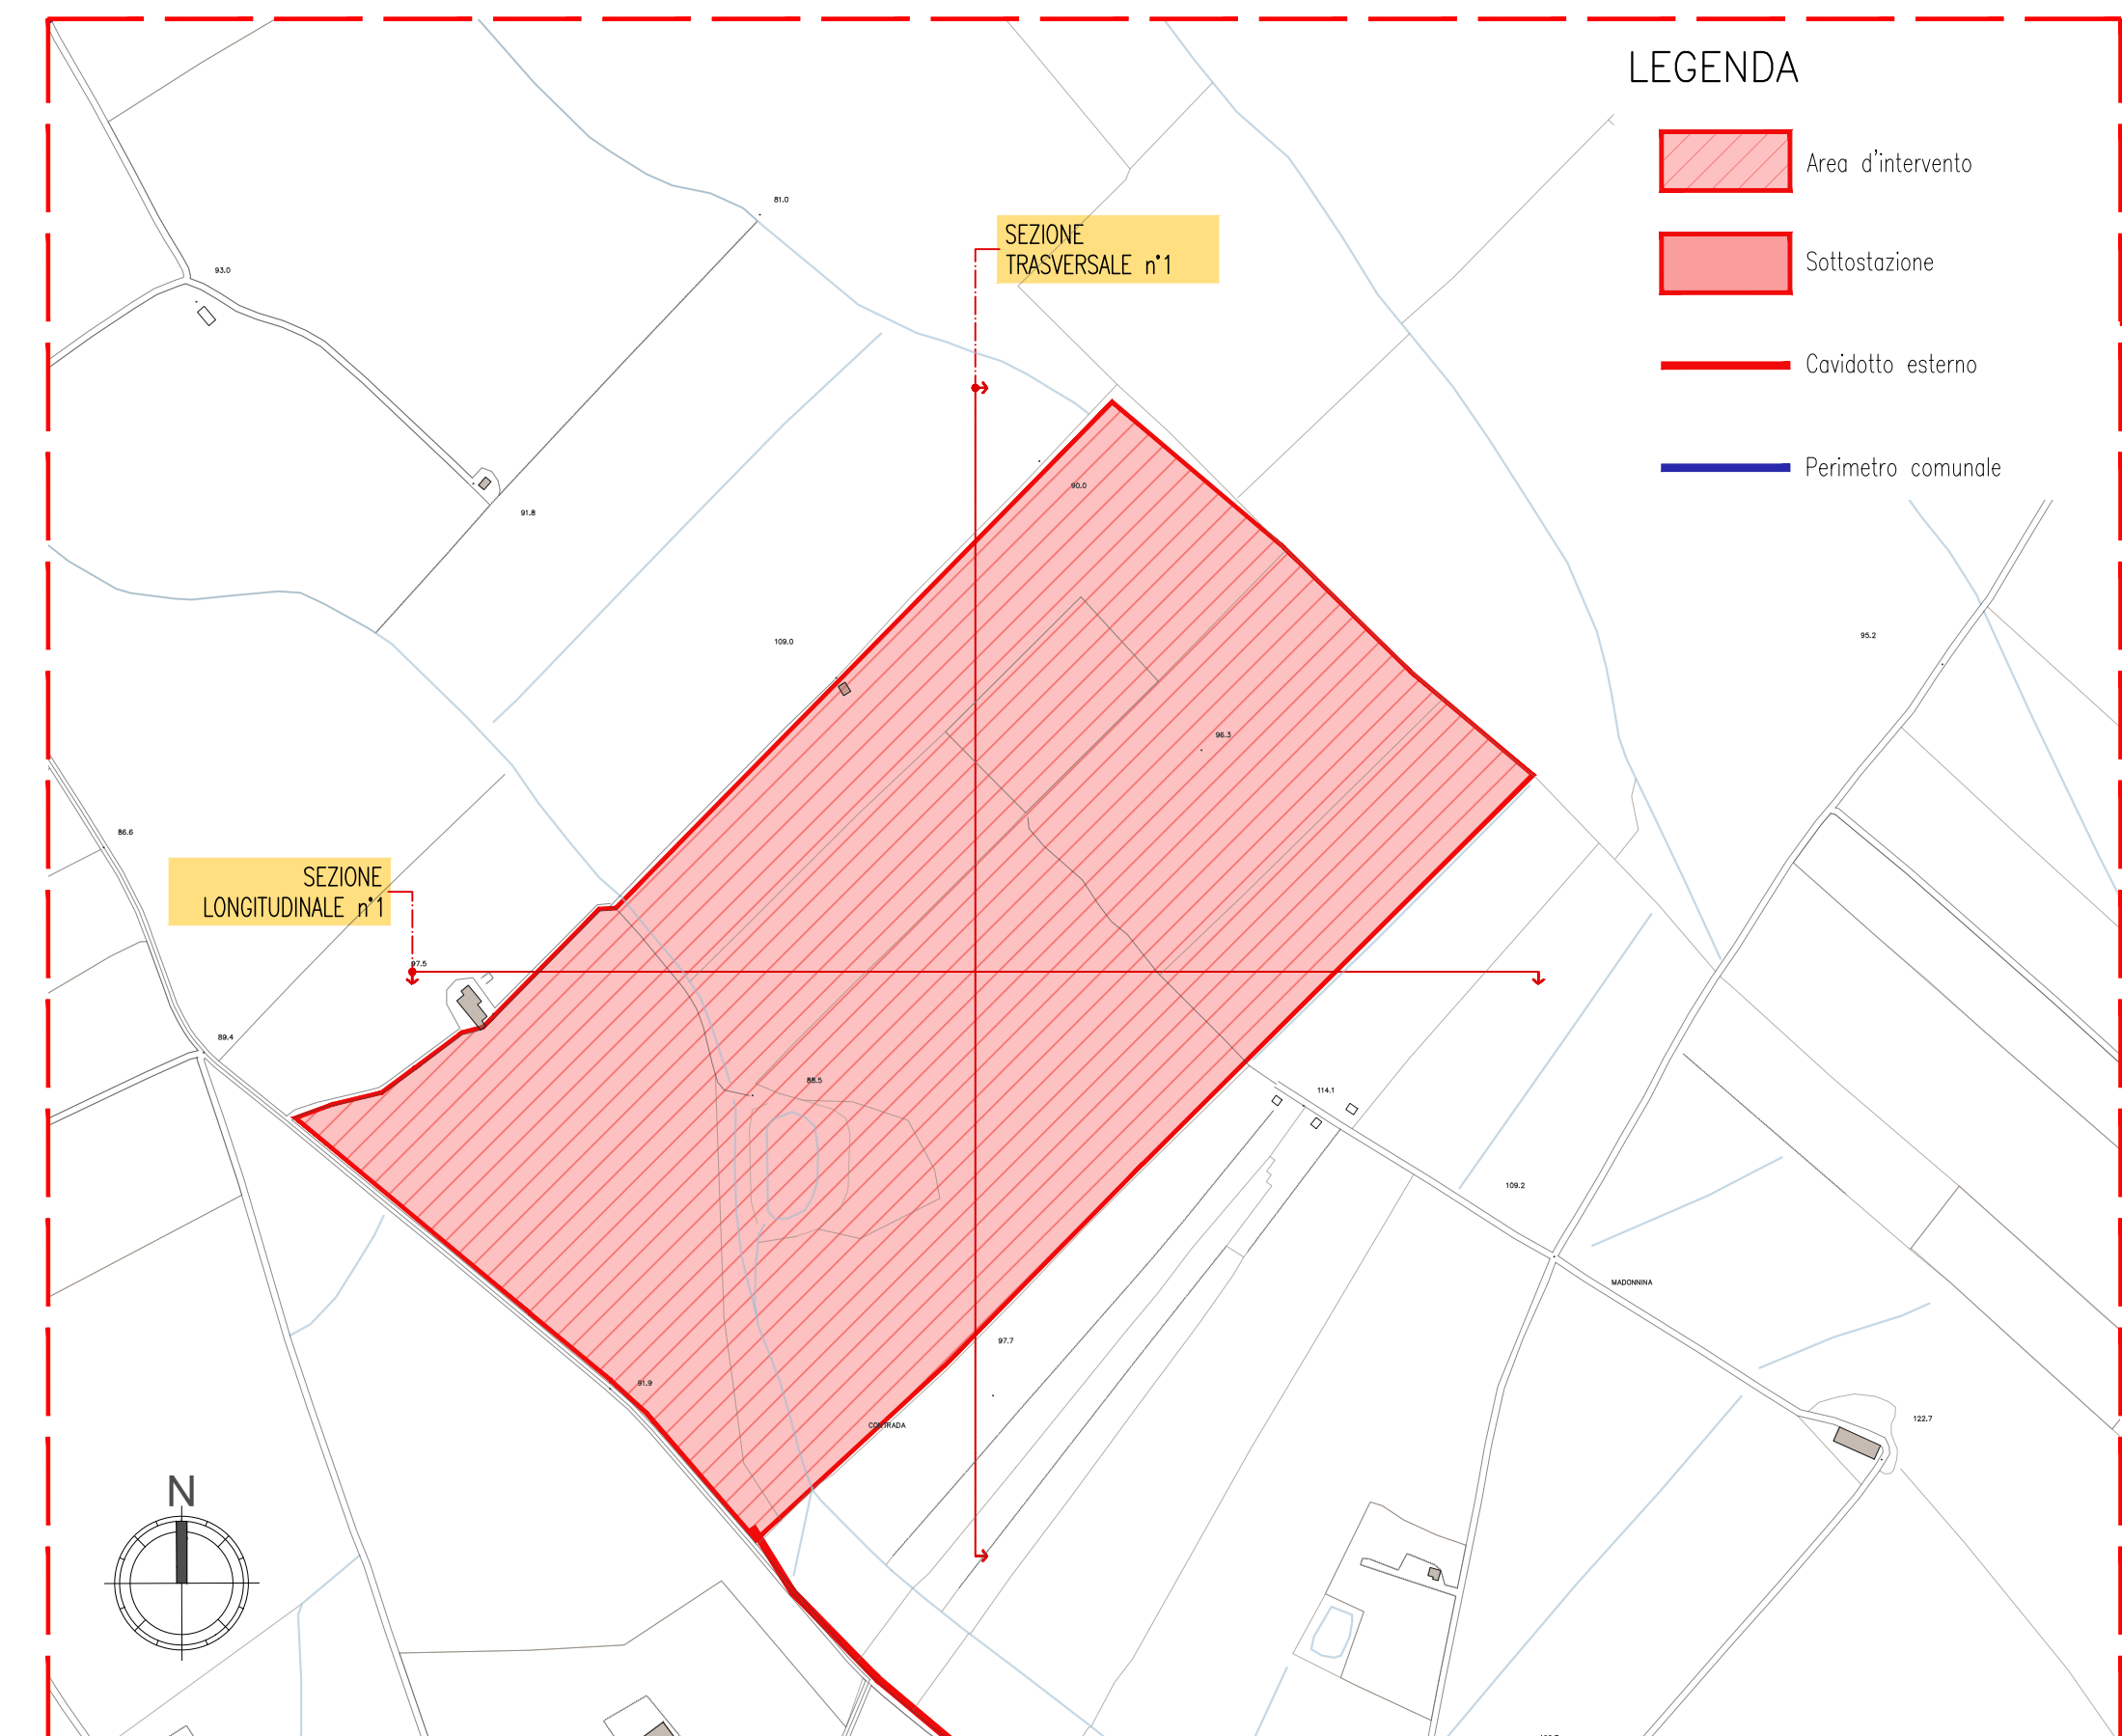 LEGENDA
Area d'intervento
Sottostazione
Cavidotto esterno
Perimetro comunale
81.0
SEZIONE
TRASVERSALE n°1
93.0
90.0
91.8
109.0
95.2
96.3
86.6
SEZIONE
LONGITUDINALE n°1
97.5
89.4
88.5
114.1
109.2
MADONNINA
97.7
91.9
CONTRADA
122.7
N